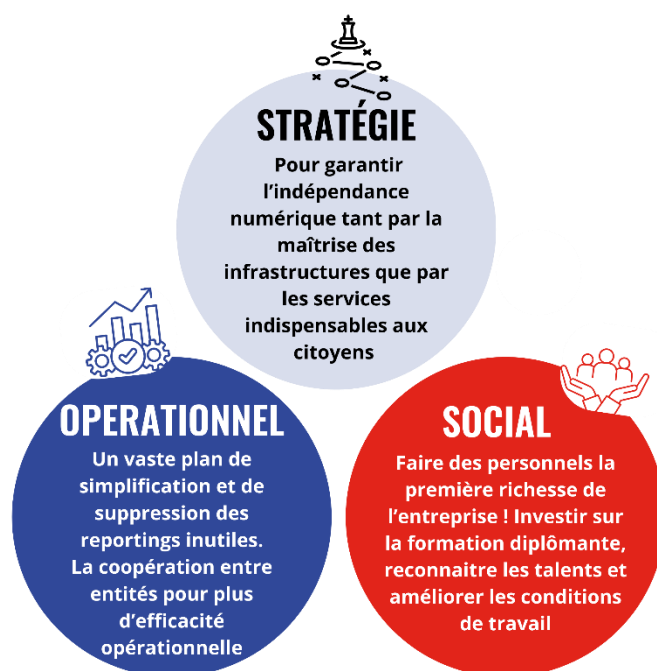 STRATÉGIE
Pour garantir
l'indépendance
numérique tant par la
maîtrise des
infrastructures que par
les services
indispensables aux
citoyens
OPERATIONNEL
Un vaste plan de
simplification et de
suppression des
reportings inutiles.
La coopération entre
entités pour plus
d'efficacité
opérationnelle
SOCIAL
Faire des personnels la
première richesse de
l'entreprise ! Investir sur
la formation diplômante,
reconnaitre les talents et
améliorer les conditions
de travail